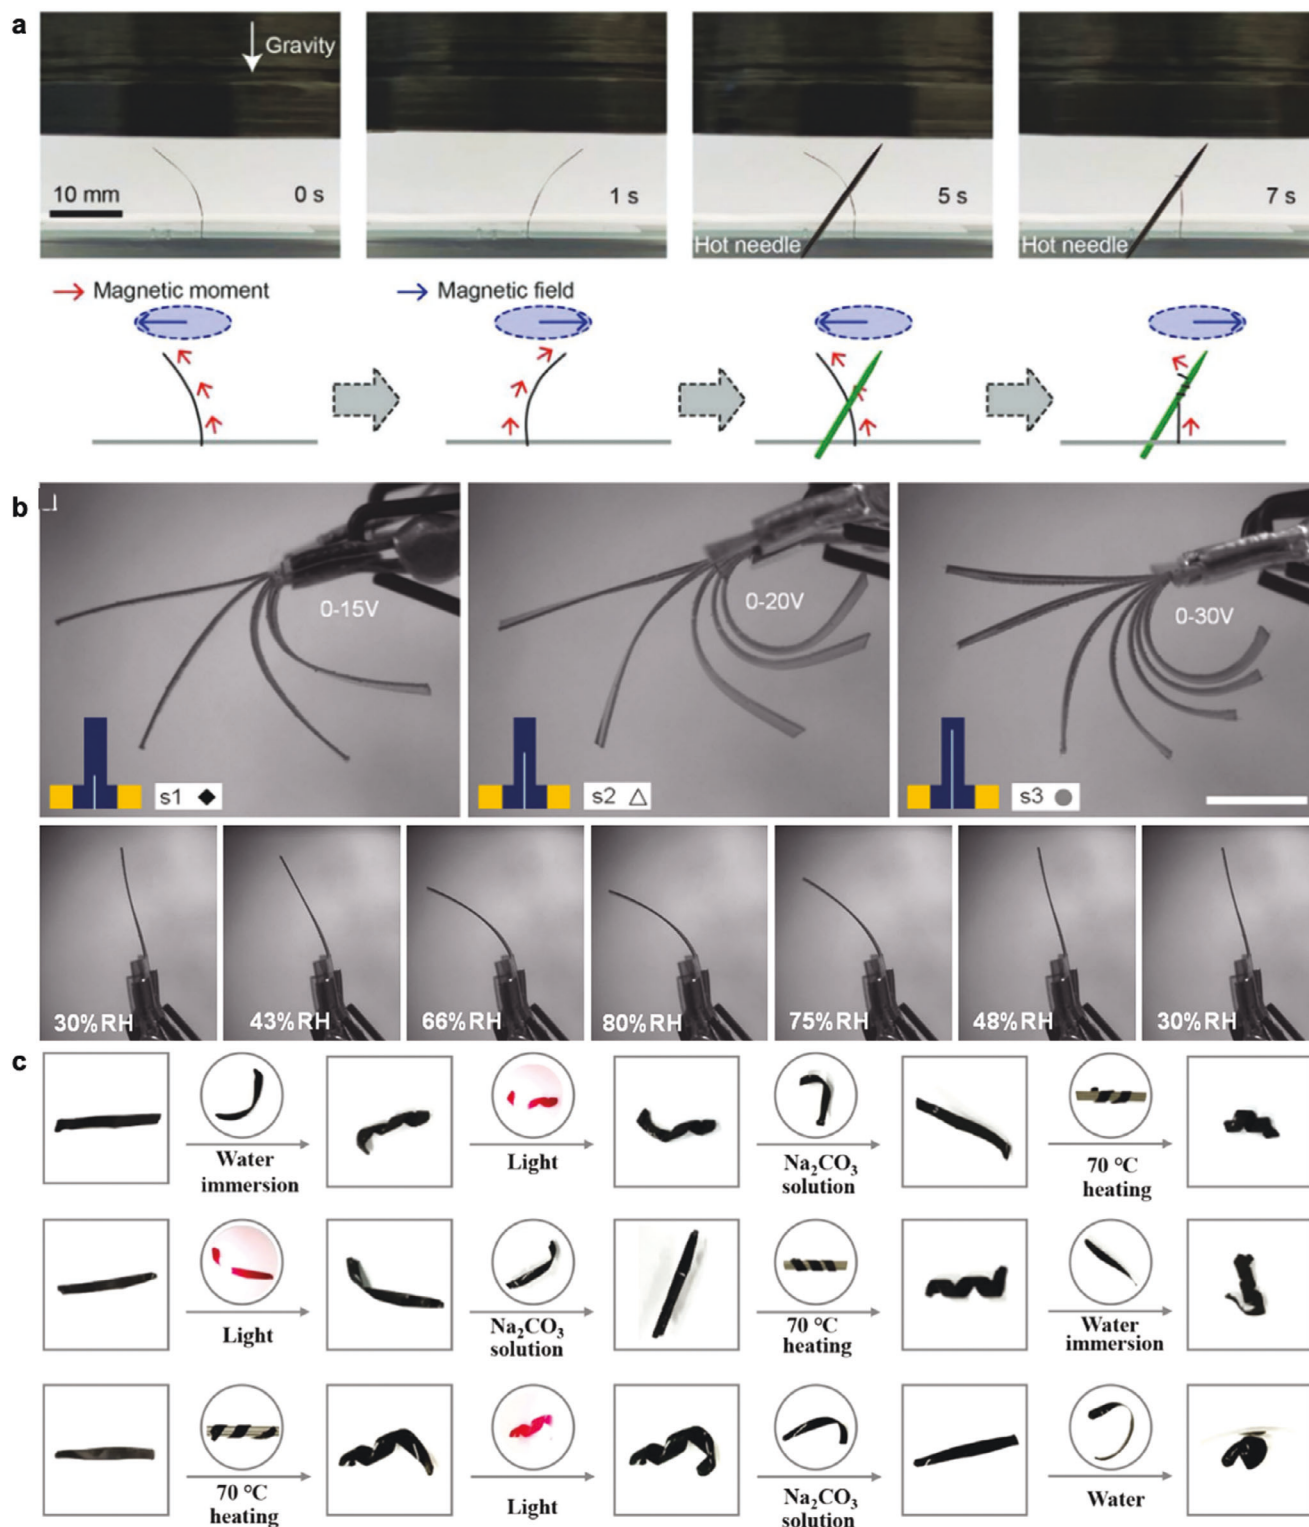 a
Gravity
10 mm
0 s
1 s
5 s
7 s
Hot needle
Hot needle
Magnetic moment
Magnetic field
b
0-15V
0-20V
0-30V
s1
s2
s3
30%RH
43%RH
66%RH
80%RH
75%RH
48%RH
30%RH
c
Water
immersion
Light
Na₂CO₃
solution
70 °C
heating
Light
Na₂CO₃
solution
70 °C
heating
Water
immersion
70 °C
heating
Light
Na₂CO₃
solution
Water